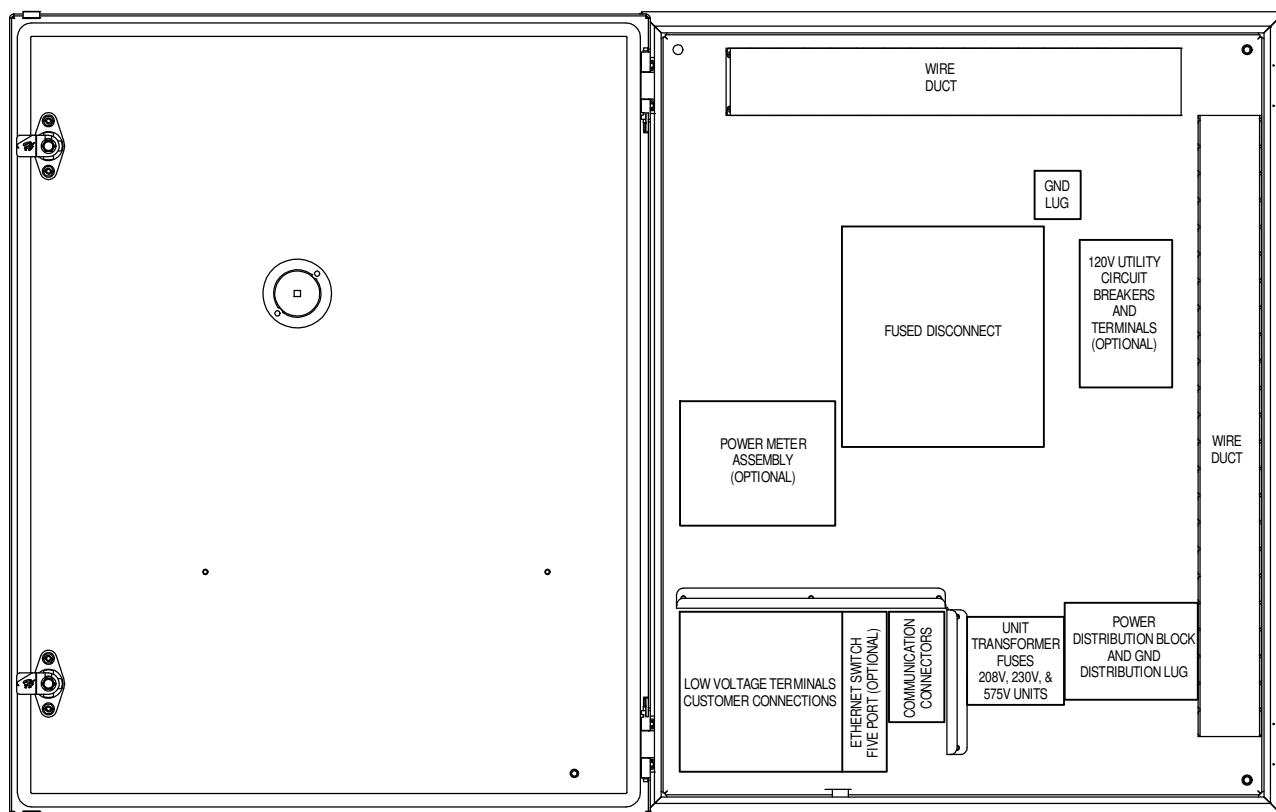 WIRE
DUCT
GND
LUG
120V UTILITY
CIRCUIT
BREAKERS
AND
TERMINALS
(OPTIONAL)
FUSED DISCONNECT
POWER METER
ASSEMBLY
(OPTIONAL)
WIRE
DUCT
LOW VOLTAGE TERMINALS
CUSTOMER CONNECTIONS
ETHERNET SWITCH
FIVE PORT (OPTIONAL)
COMMUNICATION
CONNECTORS
UNIT
TRANSFORMER
FUSES
208V, 230V, &
575V UNITS
POWER
DISTRIBUTION BLOCK
AND GND
DISTRIBUTION LUG